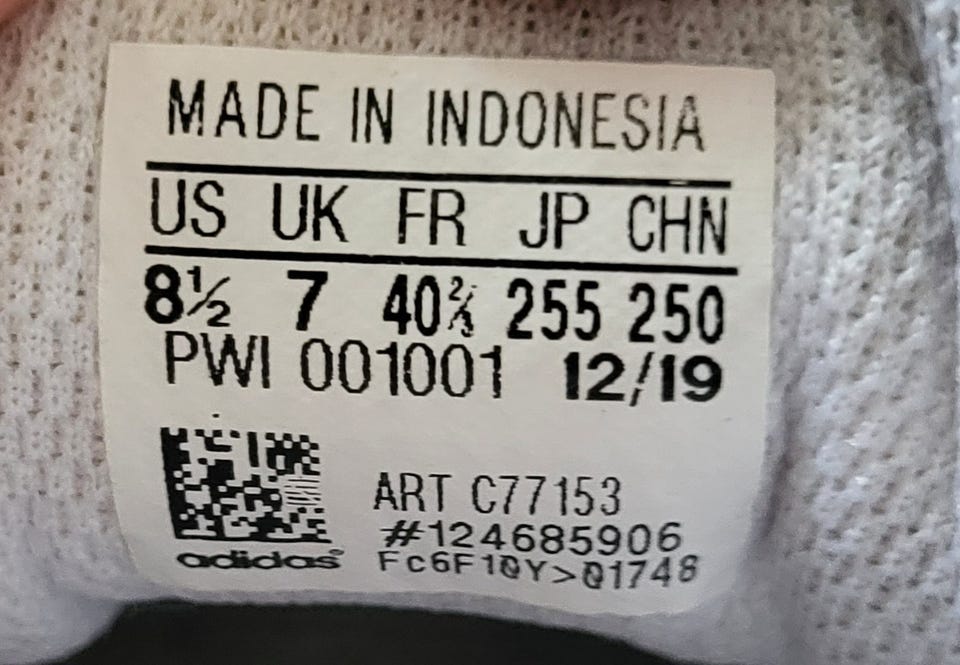 MADE IN INDONESIA
US UK FR JP CHN
8½ 7 40⅔ 255 250
PWI 001001 12/19
ART C77153
#124685906
adidas® Fc6F10Y>01748